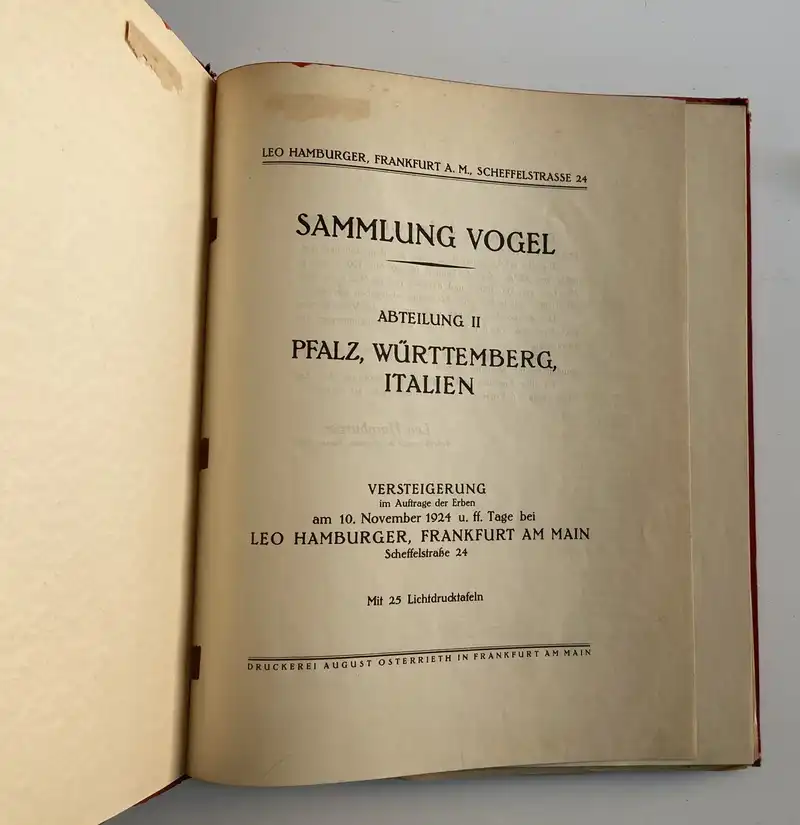 LEO HAMBURGER, FRANKFURT A. M., SCHEFFELSTRASSE 24
SAMMLUNG VOGEL
ABTEILUNG II
PFALZ, WÜRTTEMBERG,
ITALIEN
VERSTEIGERUNG
im Auftrage der Erben
am 10. November 1924 u. ff. Tage bei
LEO HAMBURGER, FRANKFURT AM MAIN
Scheffelstraße 24
Mit 25 Lichtdrucktafeln
DRUCKEREI AUGUST OSTERRIETH IN FRANKFURT AM MAIN